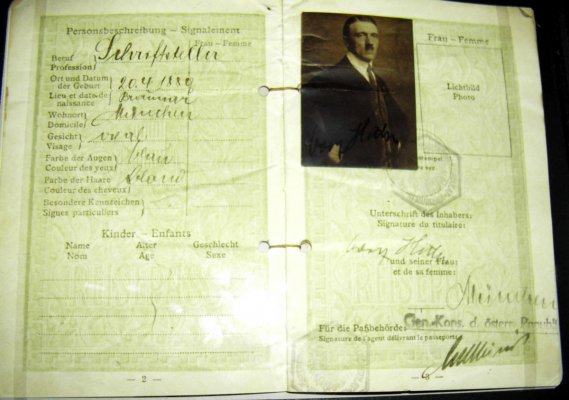 Personsbeschreibung – Signalement
Frau – Femme
Beruf
Profession
Schriftsteller
Ort und Datum
der Geburt
Lieu et date de
naissance
20.4.1889
Braunau
Wohnort
Domicile
München
Gesicht
Visage
oval
Farbe der Augen
Couleur des yeux
blau
Farbe der Haare
Couleur des cheveux
Besondere Kennzeichen
Signes particuliers
Kinder – Enfants
Name Alter Geschlecht
Nom Age Sexe
— 2 —
Frau – Femme
Lichtbild
Photo
Unterschrift des Inhabers:
Signature du titulaire:
Hitler
und seiner Frau:
et de sa femme:
München
Für die Paßbehörde:
Gen. Kons. d. österr. Republik
Signature de l'agent délivrant le passeport:
— 3 —